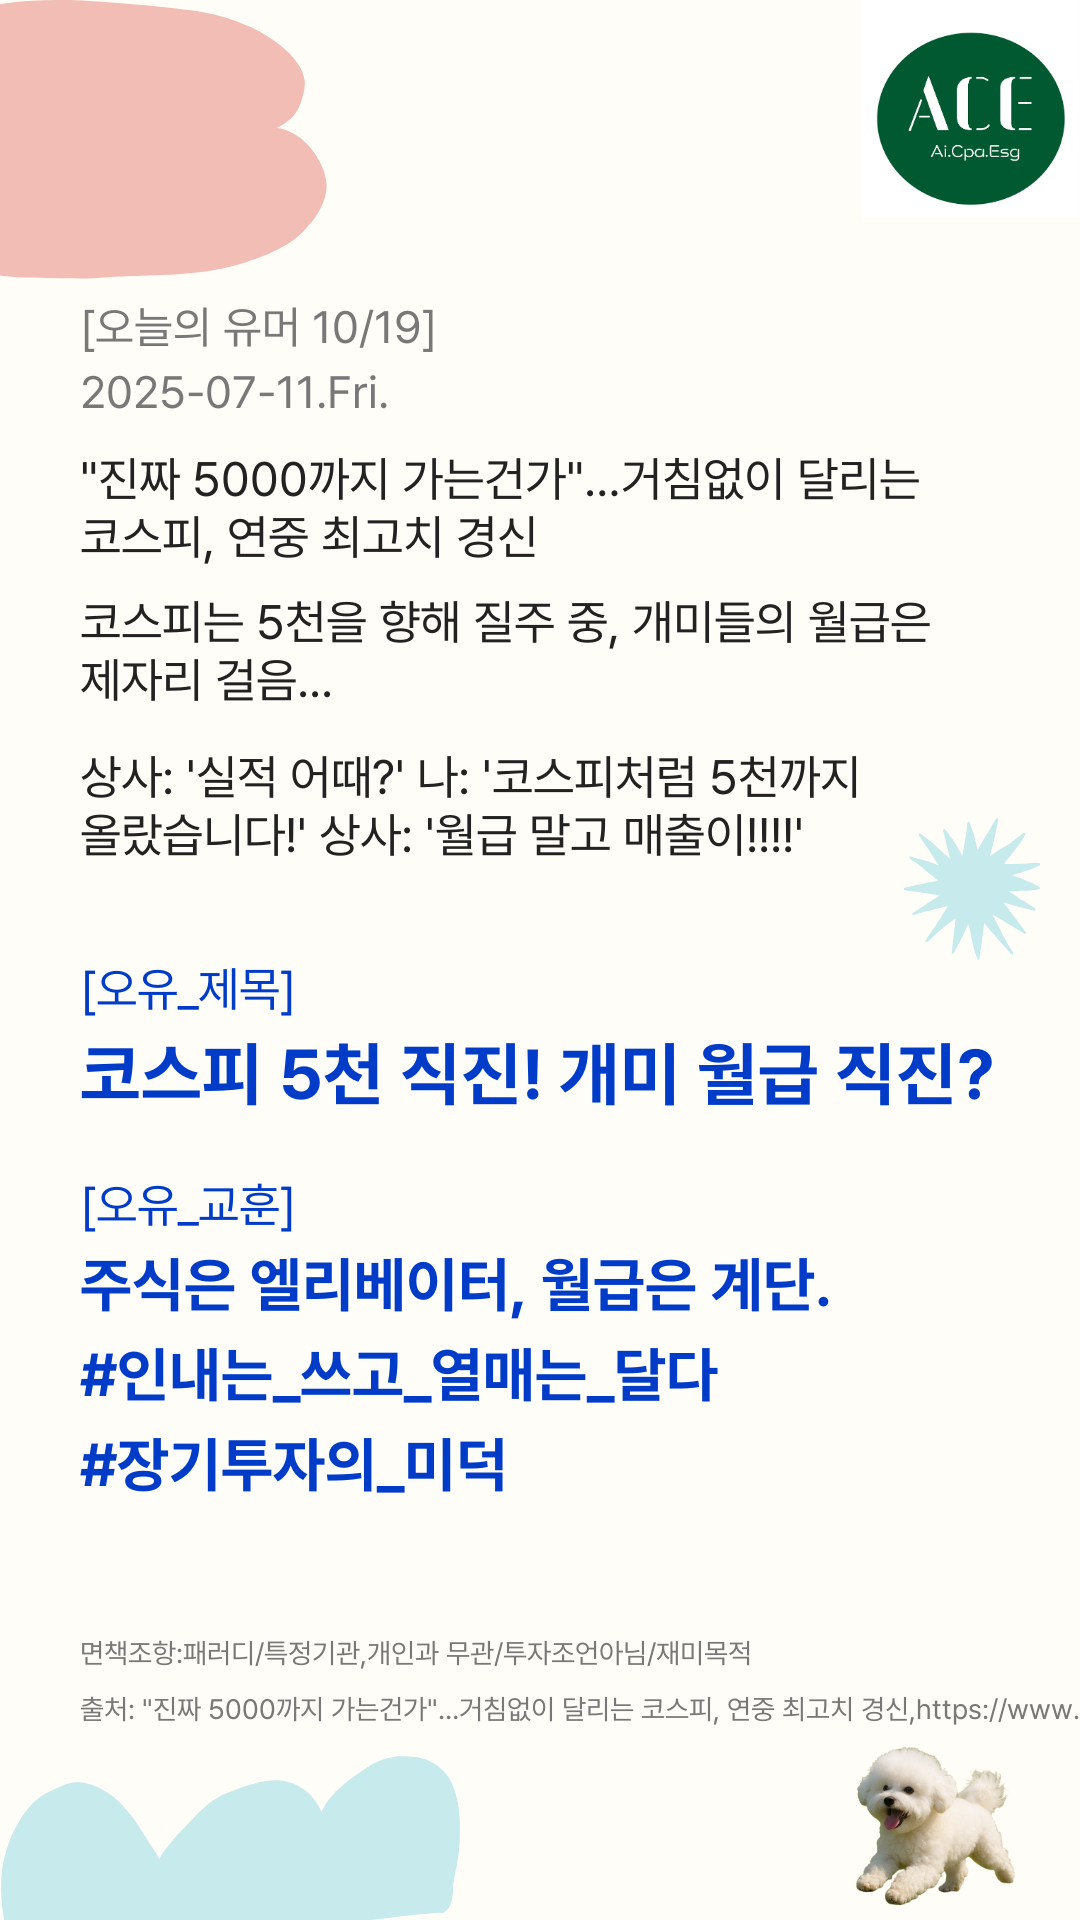 ACE
Ai.Cpa.Esg
[오늘의 유머 10/19]
2025-07-11.Fri.
"진짜 5000까지 가는건가"...거침없이 달리는
코스피, 연중 최고치 경신
코스피는 5천을 향해 질주 중, 개미들의 월급은
제자리 걸음...
상사: '실적 어때?' 나: '코스피처럼 5천까지
올랐습니다!' 상사: '월급 말고 매출이!!!!'
[오유_제목]
코스피 5천 직진! 개미 월급 직진?
[오유_교훈]
주식은 엘리베이터, 월급은 계단.
#인내는_쓰고_열매는_달다
#장기투자의_미덕
면책조항:패러디/특정기관,개인과 무관/투자조언아님/재미목적
출처: "진짜 5000까지 가는건가"...거침없이 달리는 코스피, 연중 최고치 경신,https://www.